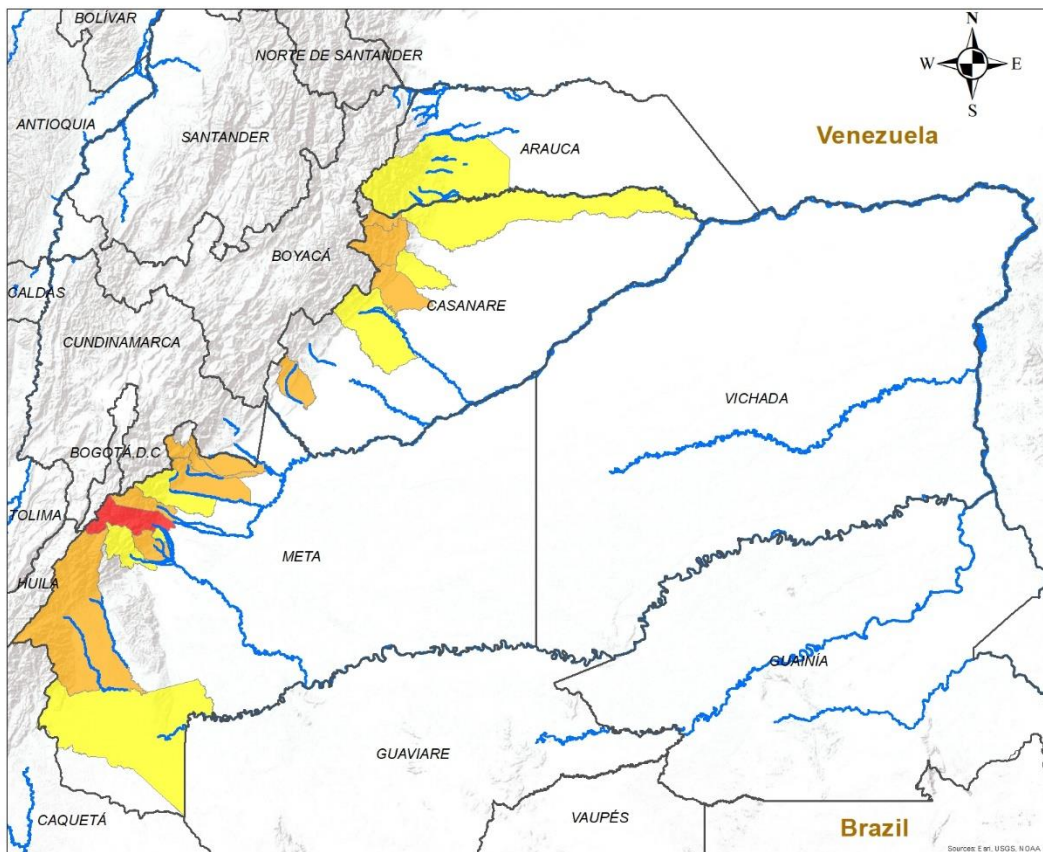 BOLÍVAR
N
NORTE DE SANTANDER
W
E
S
ANTIOQUIA
SANTANDER
Venezuela
ARAUCA
BOYACÁ
CALDAS
CASANARE
CUNDINAMARCA
VICHADA
BOGOTÁ D.C
TOLIMA
META
HUILA
GUAINÍA
GUAVIARE
CAQUETÁ
VAUPÉS
Brazil
Sources: Esri, USGS, NOAA